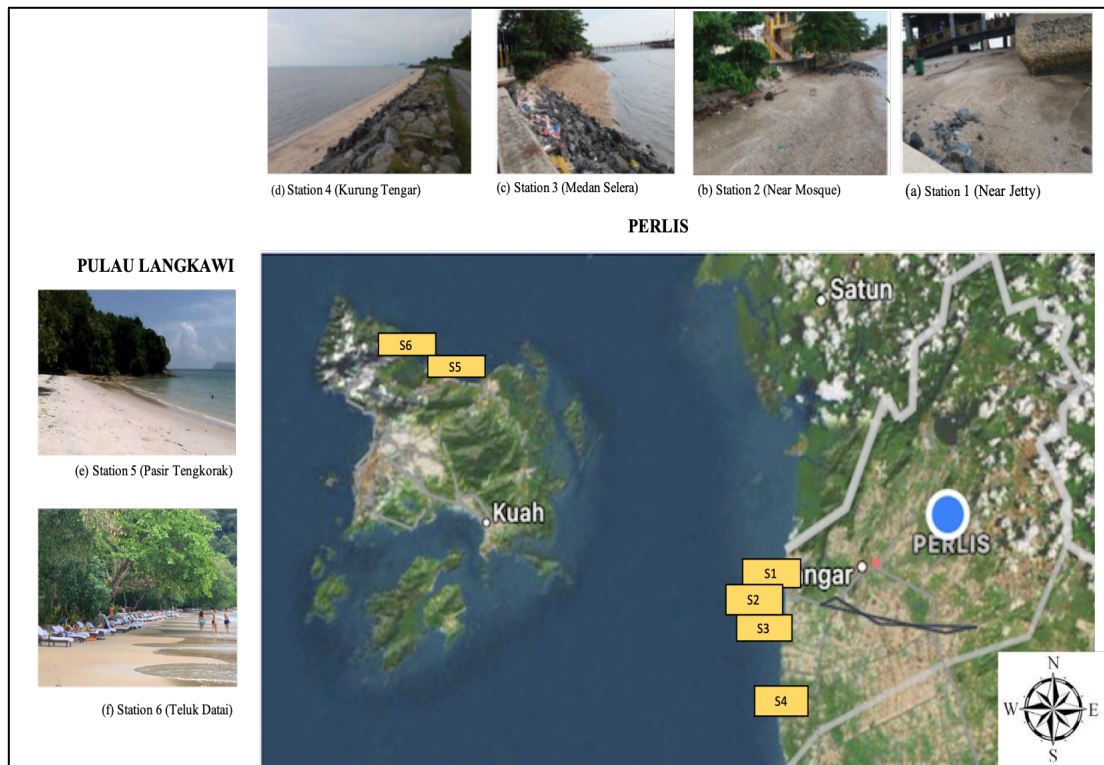 (d) Station 4 (Kurung Tengar)
(c) Station 3 (Medan Selera)
(b) Station 2 (Near Mosque)
(a) Station 1 (Near Jetty)
PERLIS
PULAU LANGKAWI
(e) Station 5 (Pasir Tengkorak)
(f) Station 6 (Teluk Datai)
Satun
S6
S5
Kuah
PERLIS
ngar
S1
S2
S3
S4
N
W
E
S